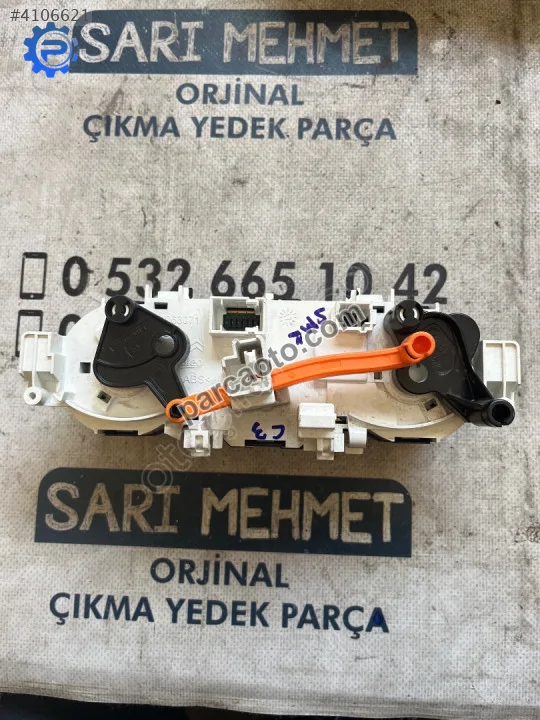 #4106621
SARI MEHMET
ORJİNAL
ÇIKMA YEDEK PARÇA
0 532 665 10 42
0
parcaoto.com
C3
SARI MEHMET
ORJİNAL
ÇIKMA YEDEK PARÇA